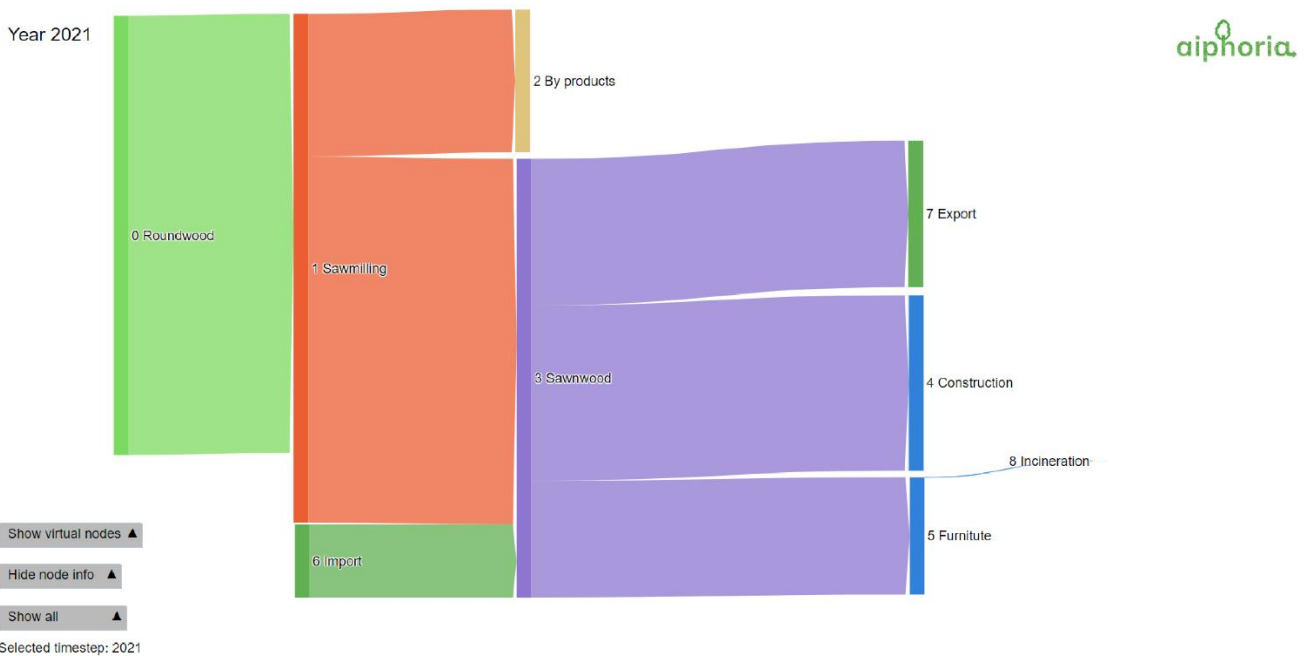 Year 2021
aiphoria
2 By products
7 Export
0 Roundwood
1 Sawmilling
3 Sawnwood
4 Construction
8 Incineration
5 Furnitute
6 Import
Show virtual nodes ▲
Hide node info ▲
Show all ▲
Selected timestep: 2021